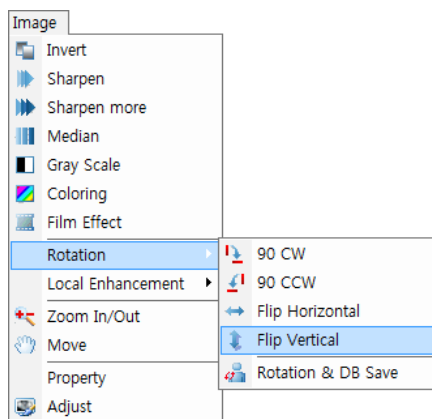 Image
Invert
Sharpen
Sharpen more
Median
Gray Scale
Coloring
Film Effect
Rotation
Local Enhancement
Zoom In/Out
Move
Property
Adjust
90 CW
90 CCW
Flip Horizontal
Flip Vertical
Rotation & DB Save